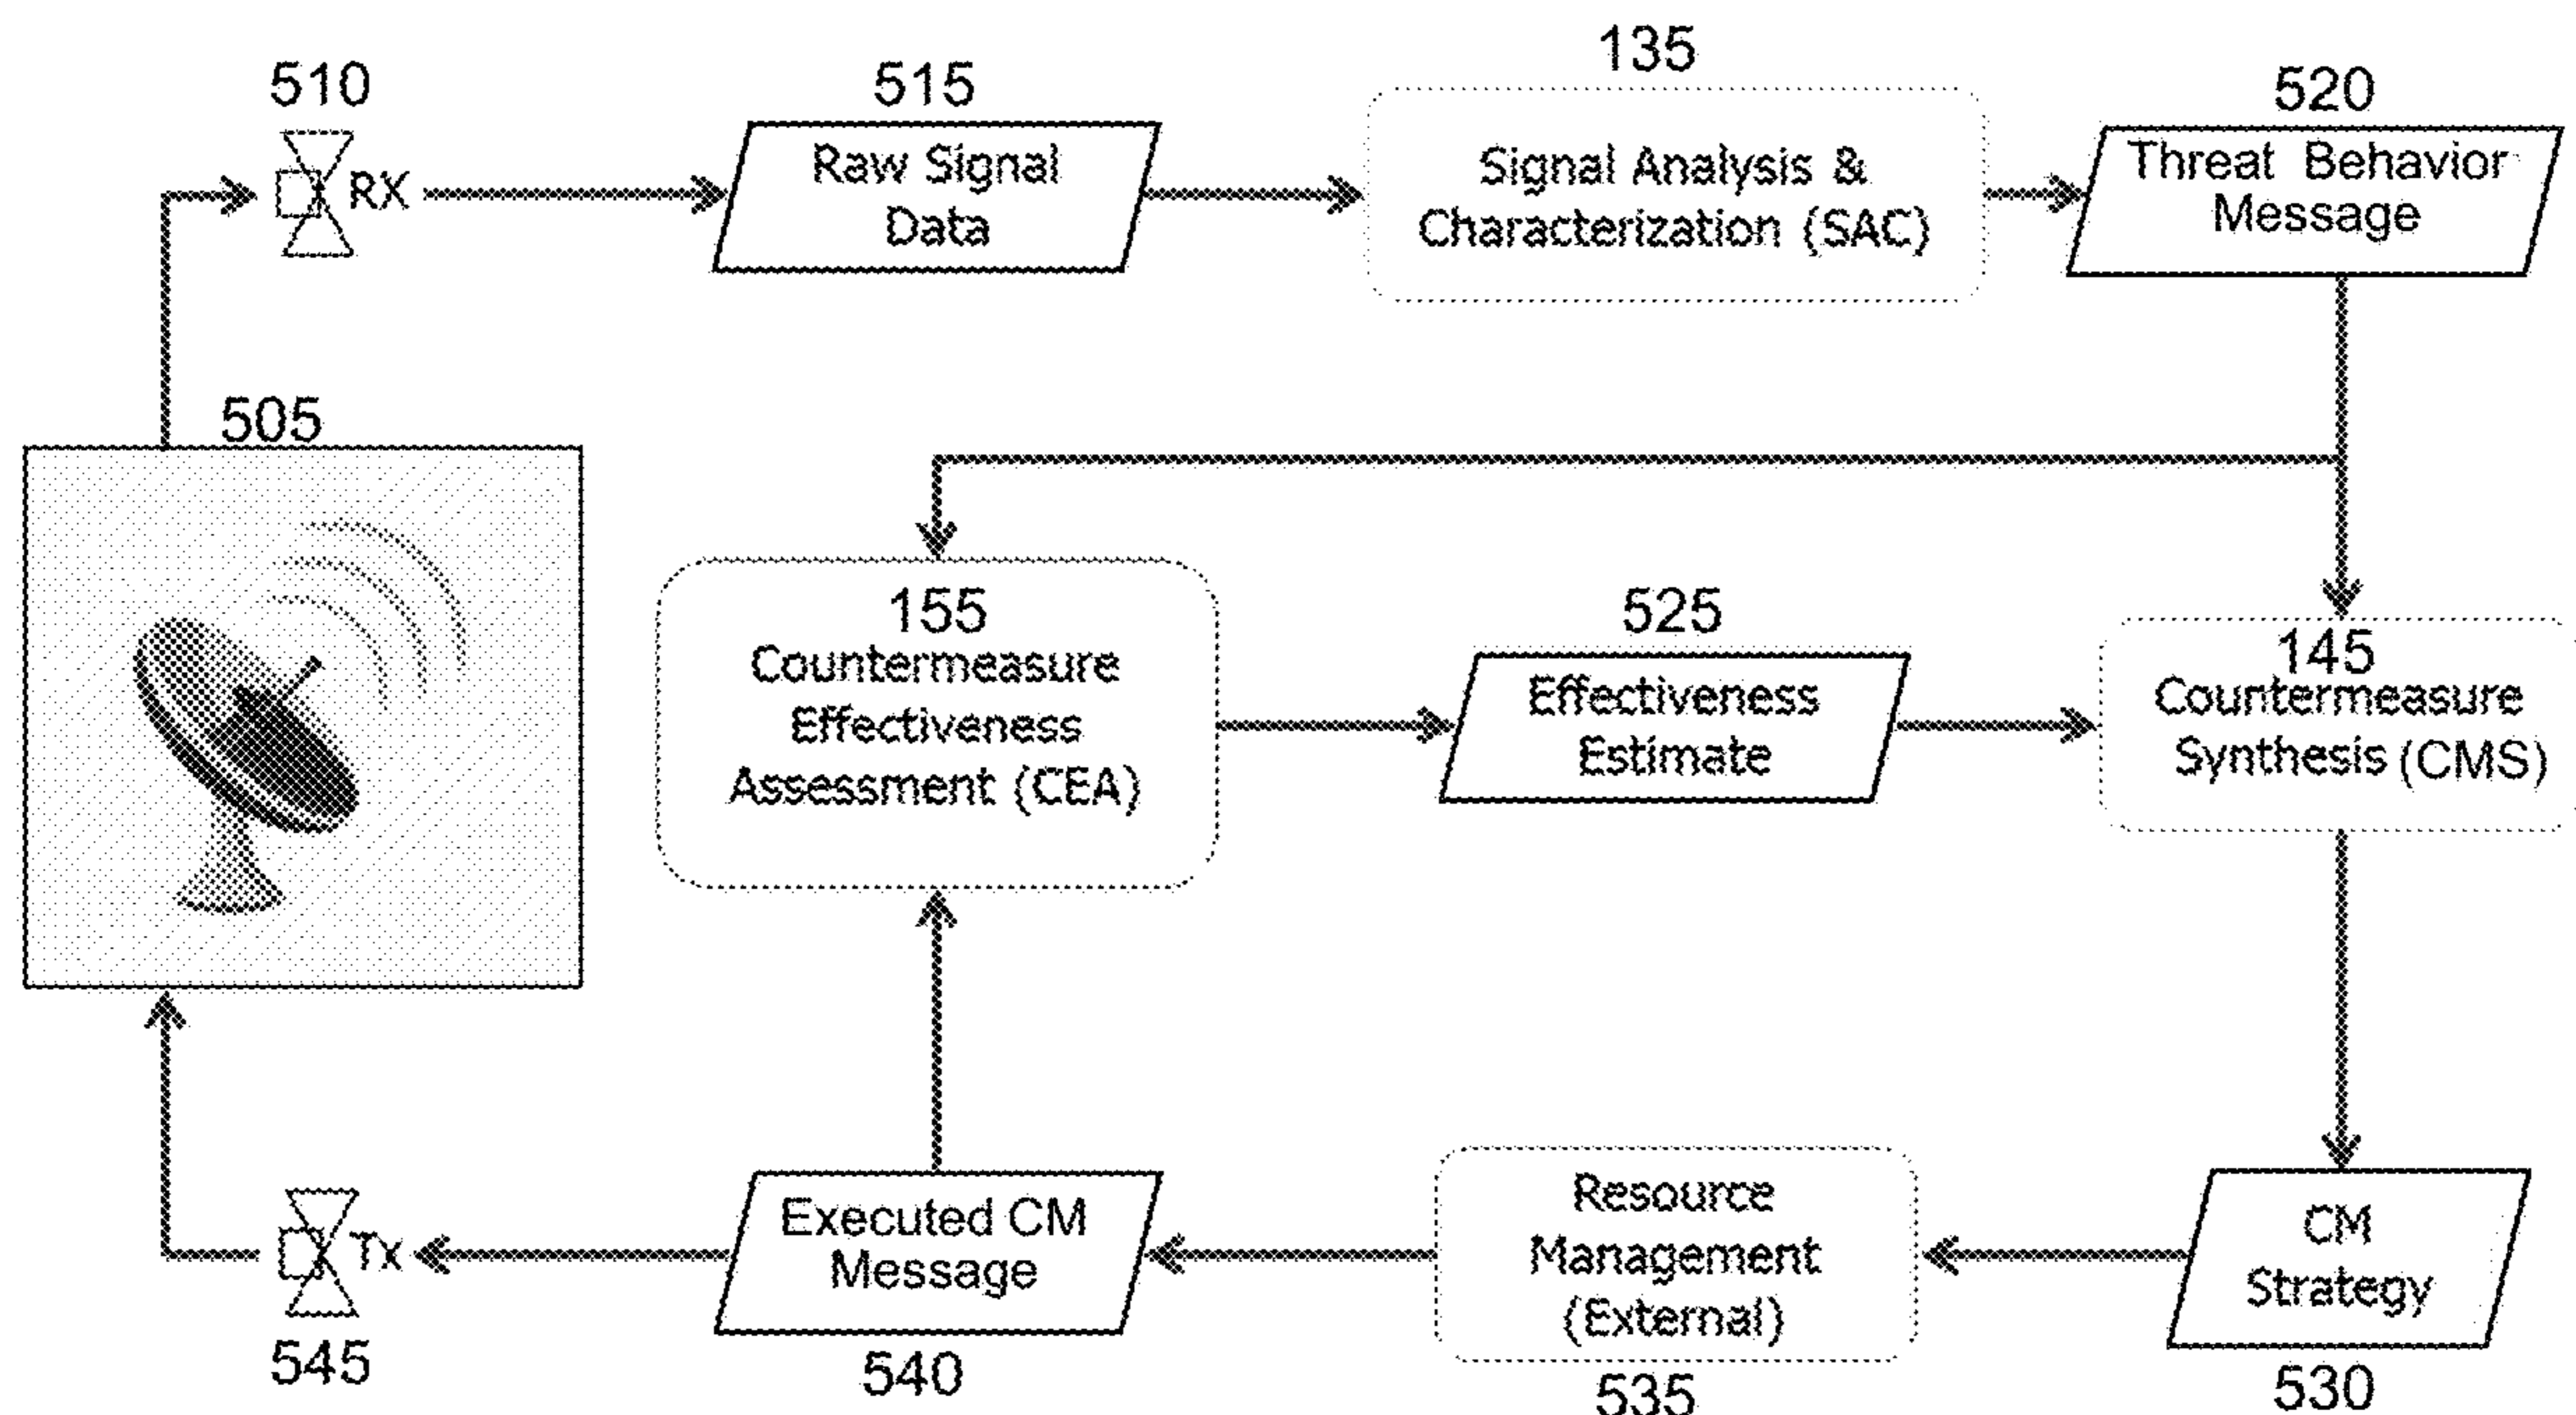 510
RX
515
Raw Signal
Data
135
Signal Analysis &
Characterization (SAC)
520
Threat Behavior
Message
505
155
Countermeasure
Effectiveness
Assessment (CEA)
525
Effectiveness
Estimate
145
Countermeasure
Synthesis (CMS)
Tx
545
Executed CM
Message
540
Resource
Management
(External)
535
CM
Strategy
530